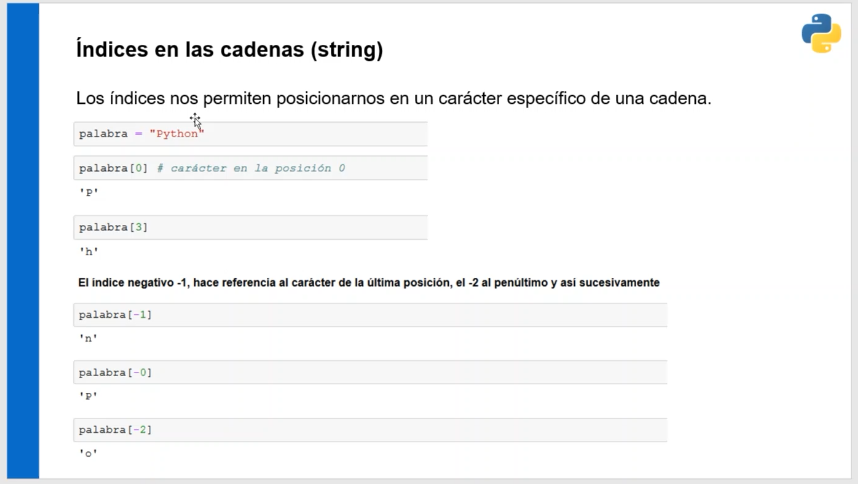 Índices en las cadenas (string)
Los índices nos permiten posicionarnos en un carácter específico de una cadena.
palabra = "Python"
palabra[0] # carácter en la posición 0
'P'
palabra[3]
'h'
El índice negativo -1, hace referencia al carácter de la última posición, el -2 al penúltimo y así sucesivamente
palabra[-1]
'n'
palabra[-0]
'P'
palabra[-2]
'o'